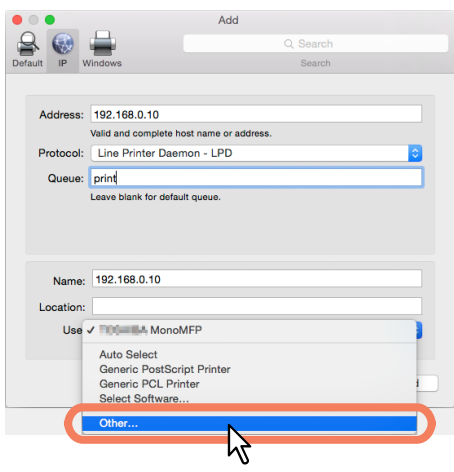 Add
Default IP Windows
Search
Search
Address: 192.168.0.10
Valid and complete host name or address.
Protocol: Line Printer Daemon - LPD
Queue: print
Leave blank for default queue.
Name: 192.168.0.10
Location:
Use ✓ MonoMFP
Auto Select
Generic PostScript Printer
Generic PCL Printer
Select Software...
Other...